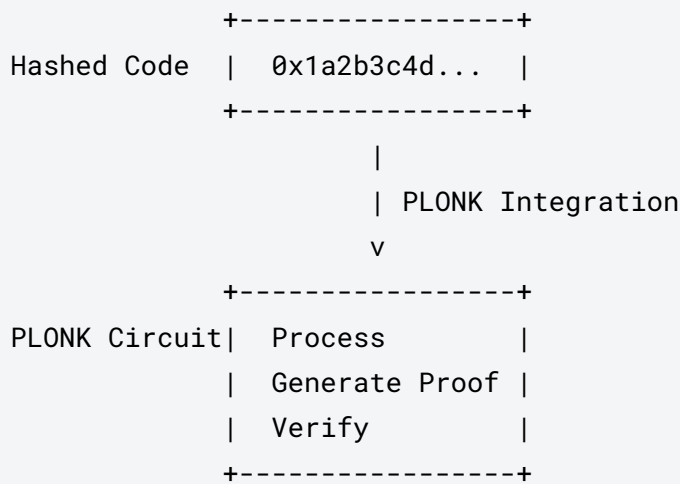 +-----------------+
Hashed Code | 0x1a2b3c4d... |
+-----------------+
|
| PLONK Integration
v
+-----------------+
PLONK Circuit| Process |
| Generate Proof |
| Verify |
+-----------------+